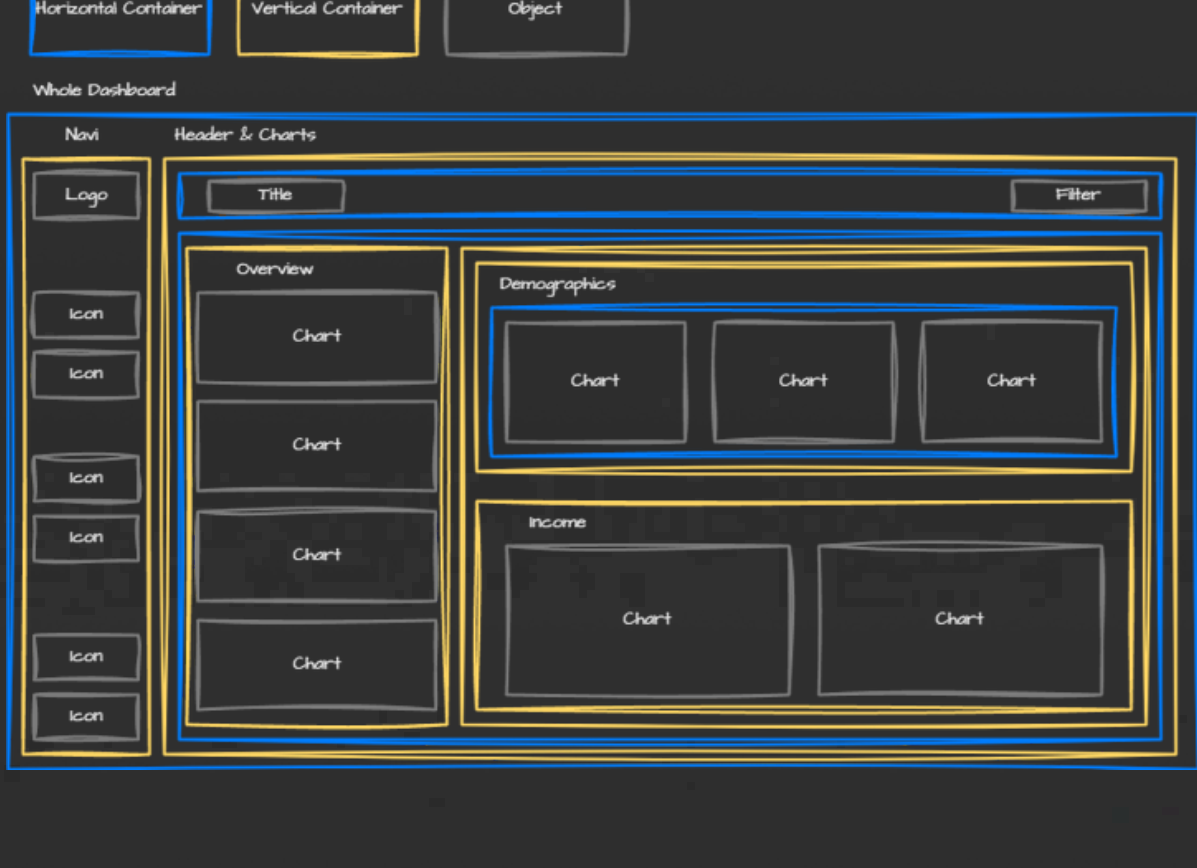 Horizontal Container
Vertical Container
Object
Whole Dashboard
Navi
Header & Charts
Logo
Title
Filter
Icon
Icon
Icon
Icon
Icon
Icon
Overview
Chart
Chart
Chart
Chart
Demographics
Chart
Chart
Chart
Income
Chart
Chart